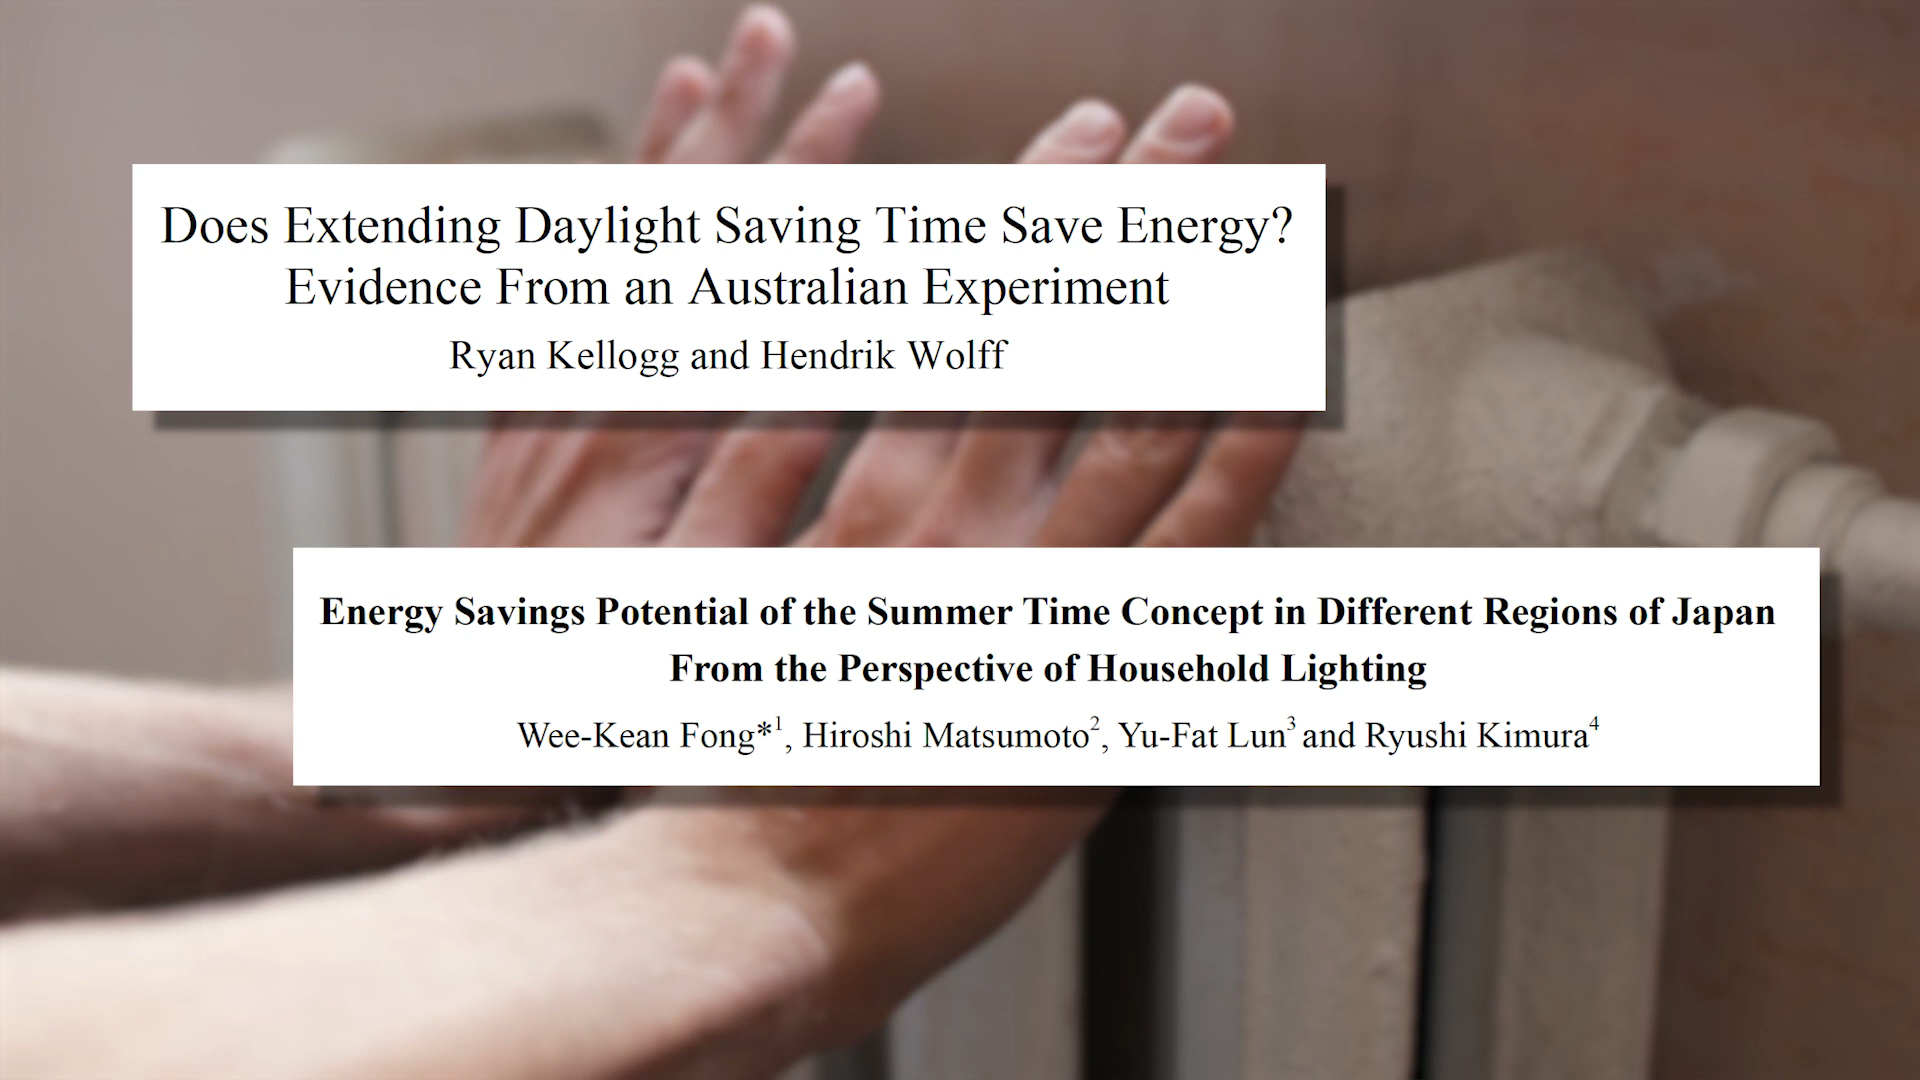 Does Extending Daylight Saving Time Save Energy?
Evidence From an Australian Experiment
Ryan Kellogg and Hendrik Wolff
Energy Savings Potential of the Summer Time Concept in Different Regions of Japan
From the Perspective of Household Lighting
Wee-Kean Fong*1, Hiroshi Matsumoto2, Yu-Fat Lun3 and Ryushi Kimura4